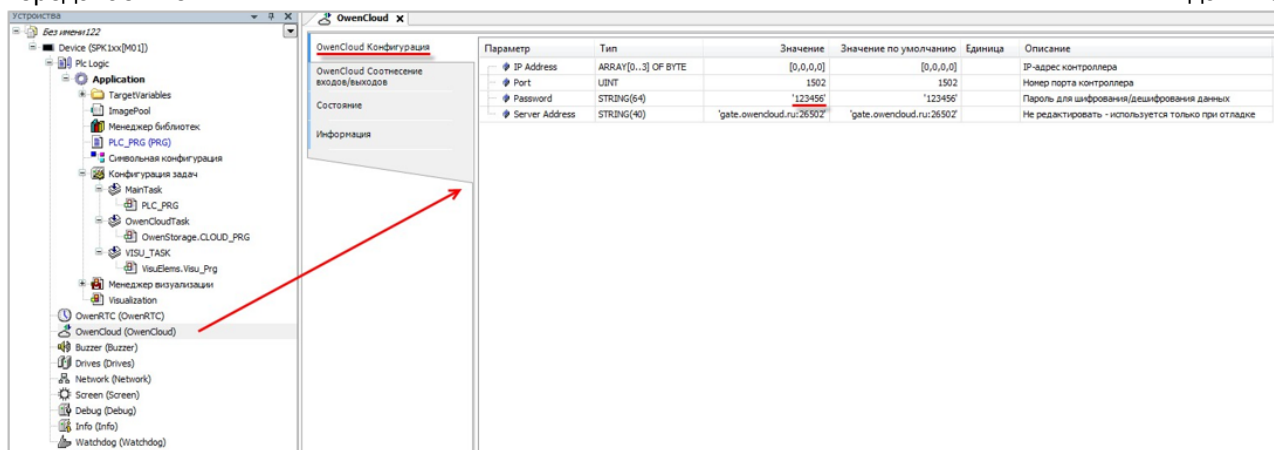 Устройства
Без имени122
Device (SPK1xx[M01])
Plc Logic
Application
TargetVariables
ImagePool
Менеджер библиотек
PLC_PRG (PRG)
Символьная конфигурация
Конфигурация задач
MainTask
PLC_PRG
OwenCloudTask
OwenStorage.CLOUD_PRG
VISU_TASK
VisuElems.Visu_Prg
Менеджер визуализации
Visualization
OwenRTC (OwenRTC)
OwenCloud (OwenCloud)
Buzzer (Buzzer)
Drives (Drives)
Network (Network)
Screen (Screen)
Debug (Debug)
Info (Info)
Watchdog (Watchdog)
OwenCloud x
OwenCloud Конфигурация
OwenCloud Соотнесение
входов/выходов
Состояние
Информация
Параметр Тип Значение Значение по умолчанию Единица Описание
IP Address ARRAY[0..3] OF BYTE [0,0,0,0] [0,0,0,0] IP-адрес контроллера
Port UINT 1502 1502 Номер порта контроллера
Password STRING(64) '123456' '123456' Пароль для шифрования/дешифрования данных
Server Address STRING(40) 'gate.owencloud.ru:26502' 'gate.owencloud.ru:26502' Не редактировать - используется только при отладке